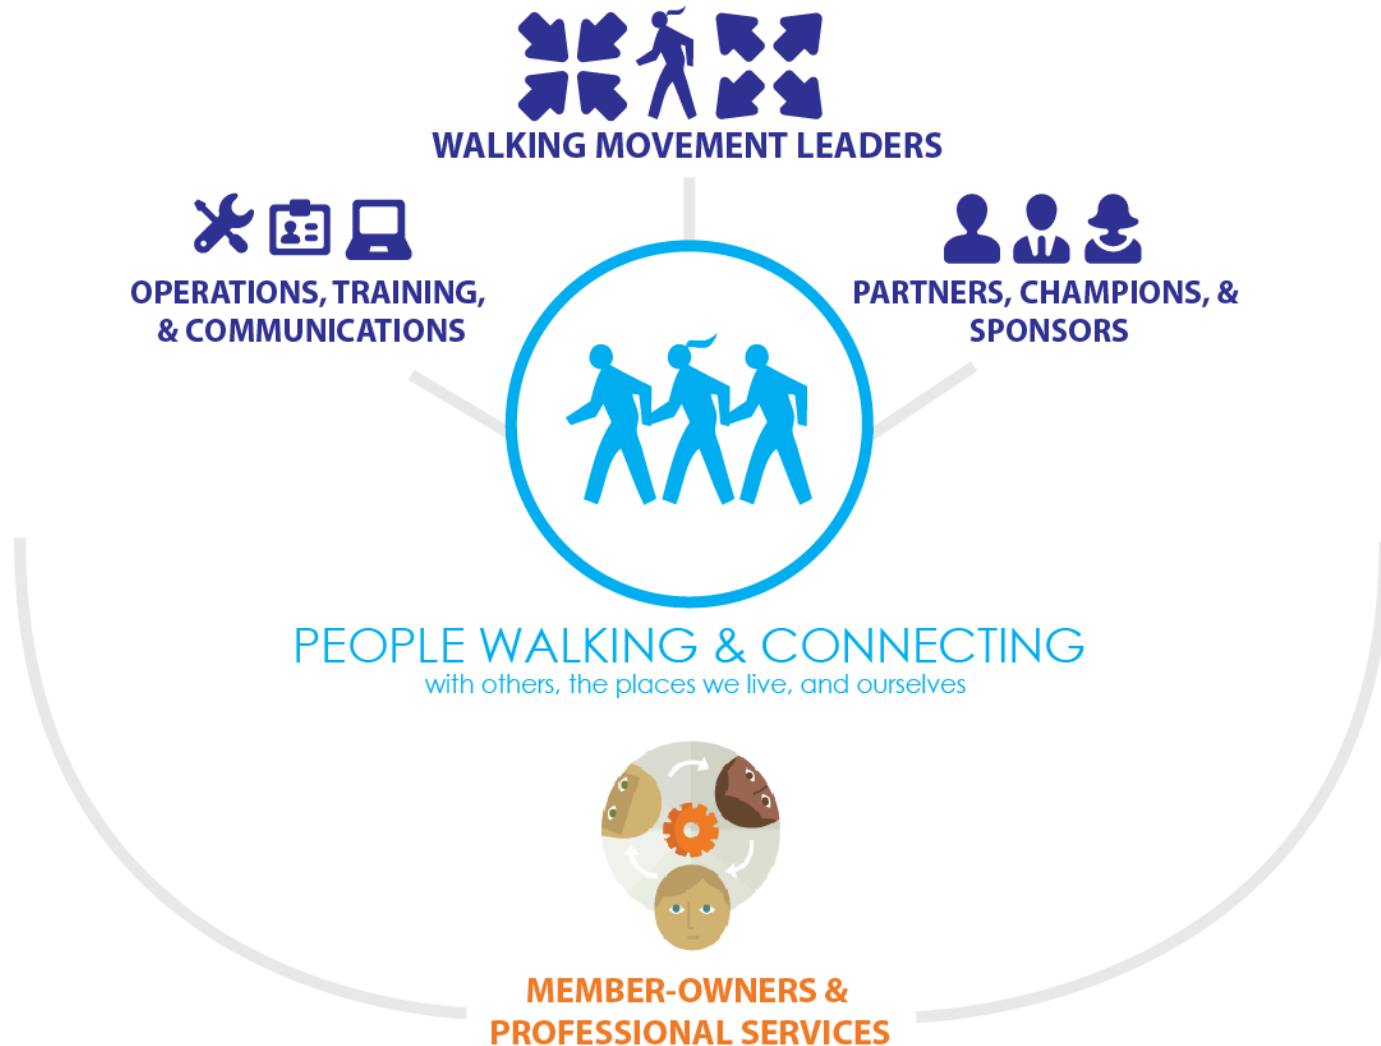 WALKING MOVEMENT LEADERS
OPERATIONS, TRAINING,
& COMMUNICATIONS
PARTNERS, CHAMPIONS, &
SPONSORS
PEOPLE WALKING & CONNECTING
with others, the places we live, and ourselves
MEMBER-OWNERS &
PROFESSIONAL SERVICES